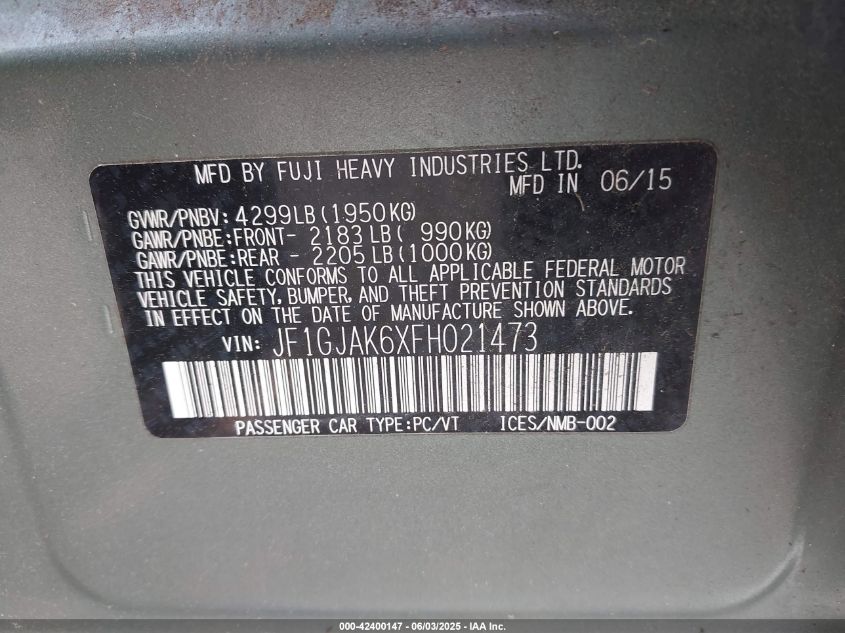 MFD BY FUJI HEAVY INDUSTRIES LTD.
MFD IN 06/15
GVWR/PNBV: 4299LB(1950KG)
GAWR/PNBE:FRONT- 2183LB( 990KG)
GAWR/PNBE:REAR - 2205LB(1000KG)
THIS VEHICLE CONFORMS TO ALL APPLICABLE FEDERAL MOTOR
VEHICLE SAFETY, BUMPER, AND THEFT PREVENTION STANDARDS
IN EFFECT ON THE DATE OF MANUFACTURE SHOWN ABOVE.
VIN: JF1GJAK6XFH021473
PASSENGER CAR TYPE:PC/VT ICES/NMB-002
000-42400147 - 06/03/2025 - IAA Inc.